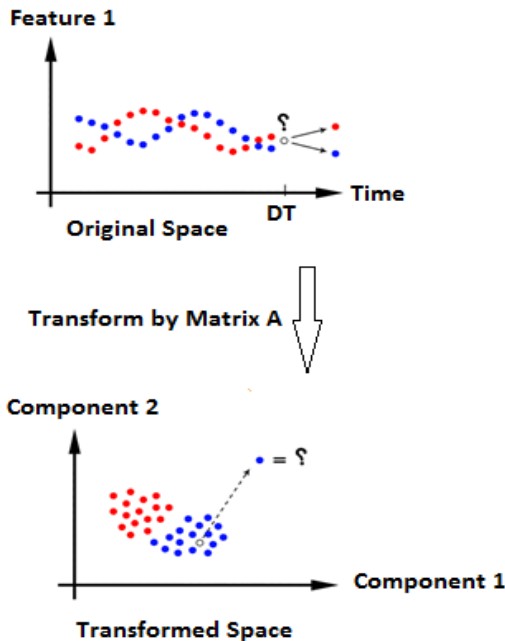 Feature 1
؟
DT
Time
Original Space
Transform by Matrix A
Component 2
= ؟
Component 1
Transformed Space